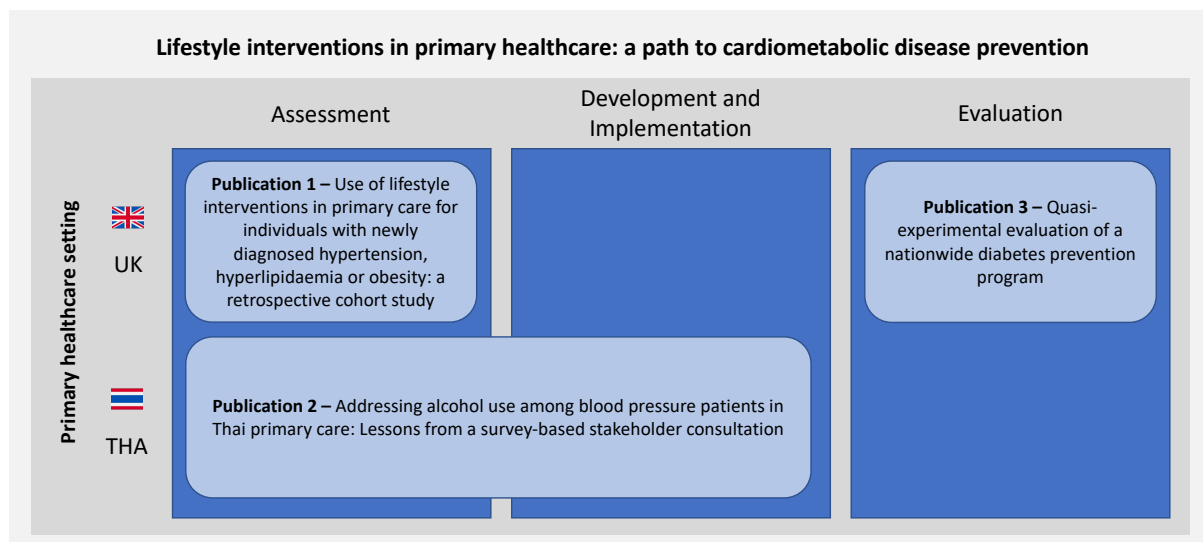 Lifestyle interventions in primary healthcare: a path to cardiometabolic disease prevention
Assessment
Development and
Implementation
Evaluation
Primary healthcare setting
UK
Publication 1 – Use of lifestyle
interventions in primary care for
individuals with newly
diagnosed hypertension,
hyperlipidaemia or obesity: a
retrospective cohort study
Publication 3 – Quasi-
experimental evaluation of a
nationwide diabetes prevention
program
THA
Publication 2 – Addressing alcohol use among blood pressure patients in
Thai primary care: Lessons from a survey-based stakeholder consultation